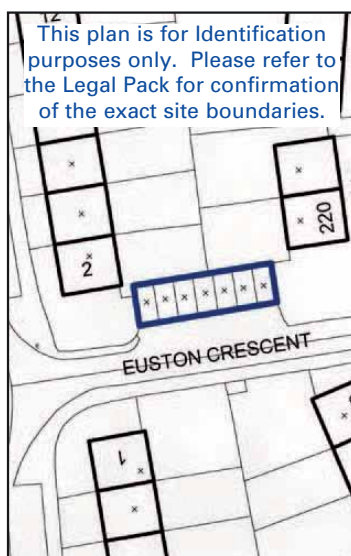 12
This plan is for Identification
purposes only. Please refer to
the Legal Pack for confirmation
of the exact site boundaries.
2
220
EUSTON CRESCENT
1